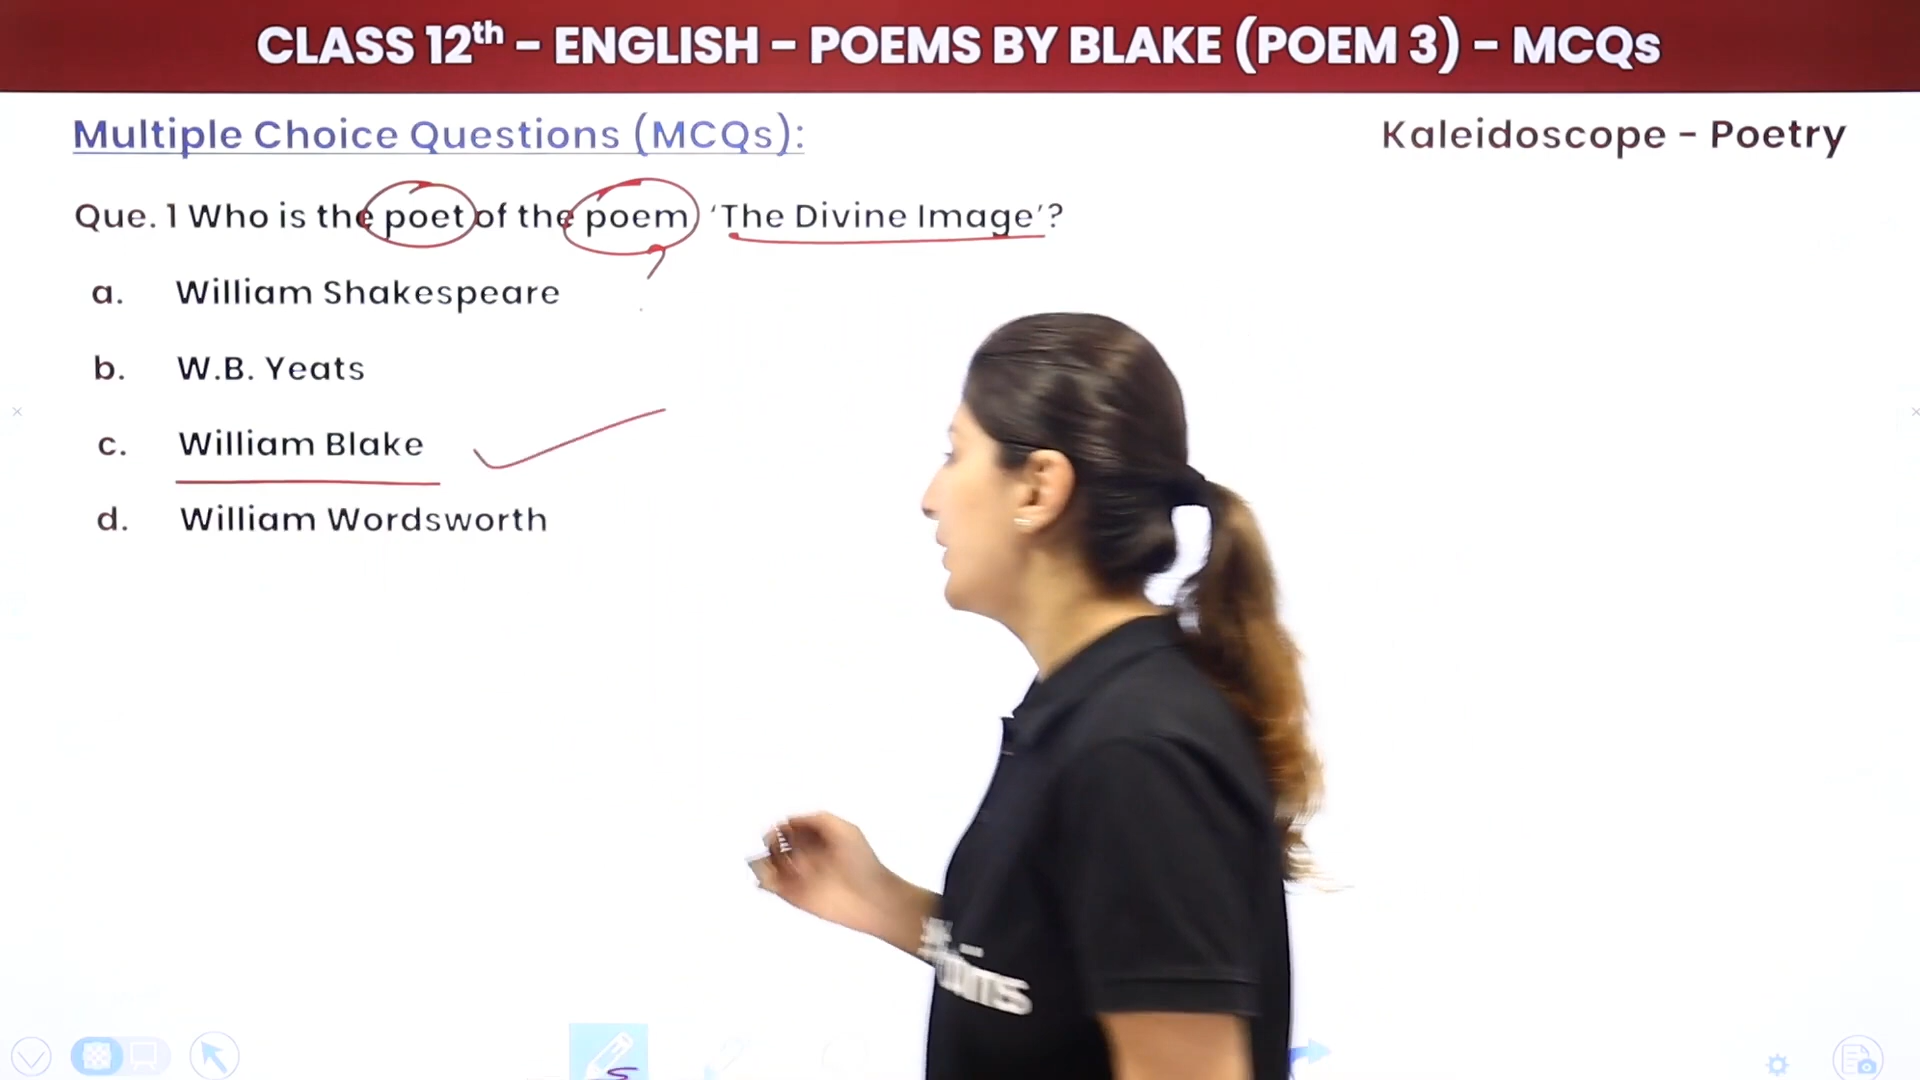 CLASS 12th - ENGLISH - POEMS BY BLAKE (POEM 3) - MCQs
Multiple Choice Questions (MCQs):
Kaleidoscope - Poetry
Que. 1 Who is the poet of the poem 'The Divine Image'?
a. William Shakespeare
b. W.B. Yeats
c. William Blake
d. William Wordsworth